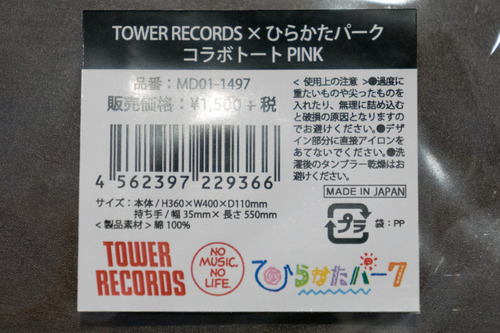 TOWER RECORDS × ひらかたパーク
コラボトート PINK
品番：MD01-1497
販売価格：¥1,500＋税
4 562397 229366
サイズ：本体 / H360×W400×D110mm
持ち手 / 幅 35mm× 長さ 550mm
＜製品素材＞綿 100%
＜ 使用上の注意 ＞●過度に
重たいものや尖ったものを
入れたり、無理に詰め込む
と破損の原因となりますの
でお避けください。●デザ
イン部分に直接アイロンを
あてないでください。●洗
濯後のタンブラー乾燥はお
避けください。
MADE IN JAPAN
プラ
袋：PP
TOWER
RECORDS
NO
MUSIC,
NO
LIFE.
ひらかたパーク